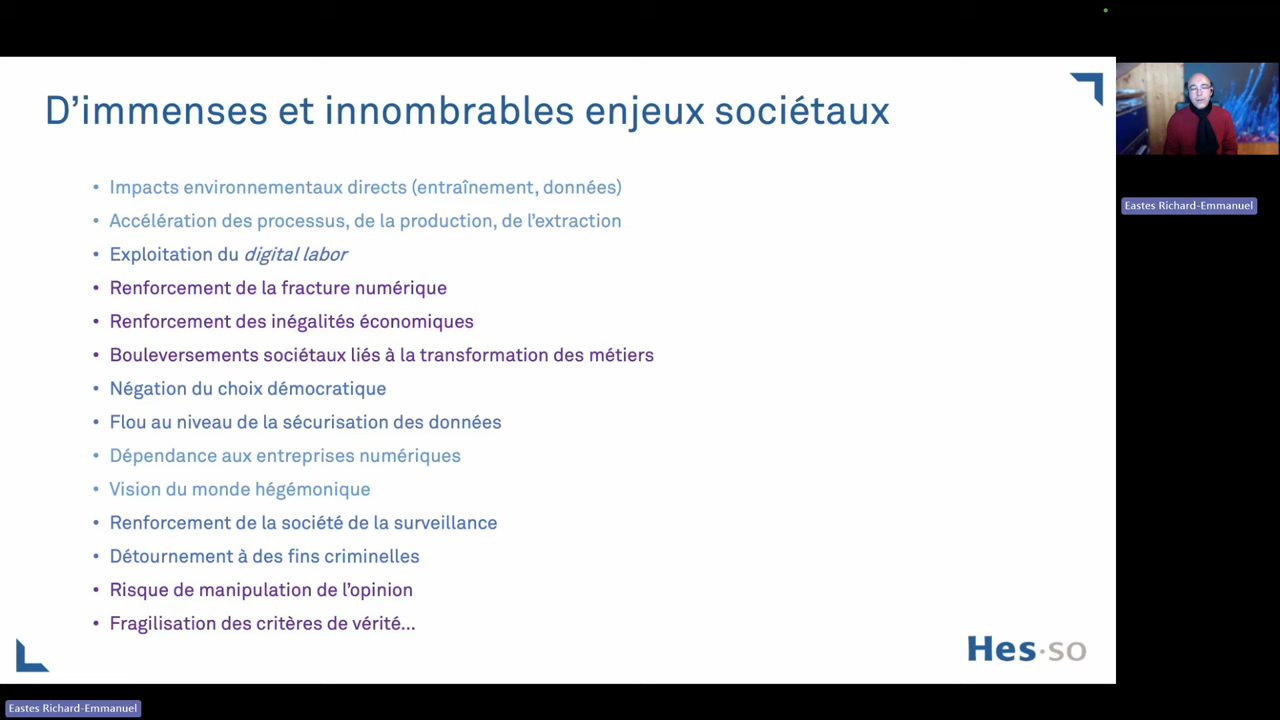 D'immenses et innombrables enjeux sociétaux
• Impacts environnementaux directs (entraînement, données)
• Accélération des processus, de la production, de l'extraction
• Exploitation du digital labor
• Renforcement de la fracture numérique
• Renforcement des inégalités économiques
• Bouleversements sociétaux liés à la transformation des métiers
• Négation du choix démocratique
• Flou au niveau de la sécurisation des données
• Dépendance aux entreprises numériques
• Vision du monde hégémonique
• Renforcement de la société de la surveillance
• Détournement à des fins criminelles
• Risque de manipulation de l'opinion
• Fragilisation des critères de vérité...
Hes·so
Eastes Richard-Emmanuel
Eastes Richard-Emmanuel